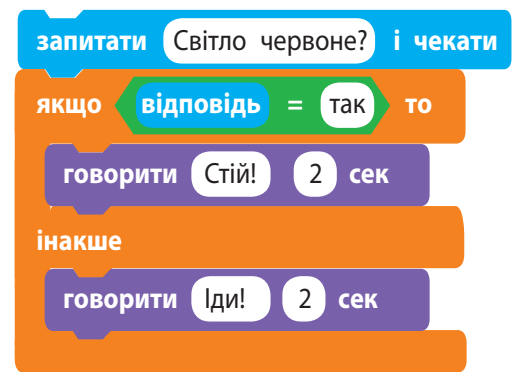 запитати Світло червоне? і чекати
якщо відповідь = так то
говорити Стій! 2 сек
інакше
говорити Іди! 2 сек